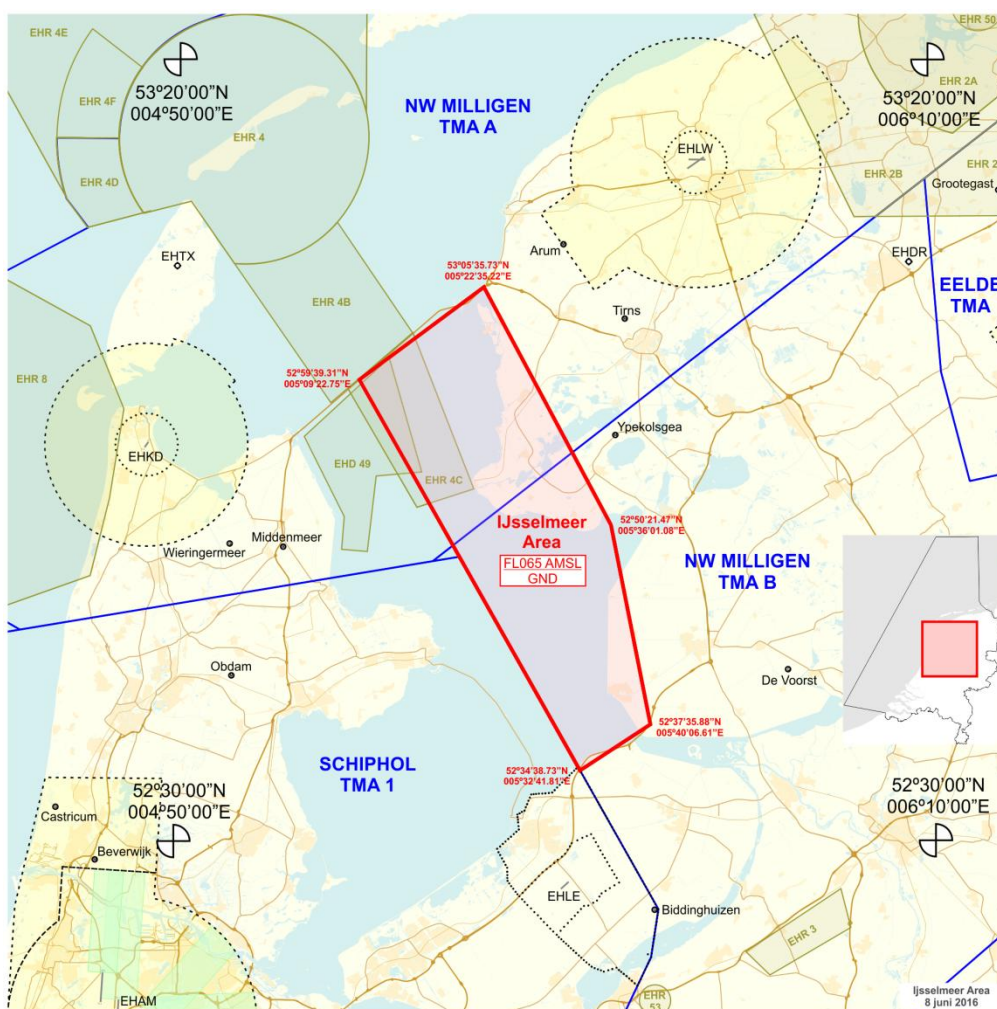 EHR 4E
EHR 50
EHR 4F
53º20’00”N
004º50’00”E
EHR 4
NW MILLIGEN
TMA A
53º20’00”N
006º10’00”E
EHR 2A
EHLW
EHR 4D
EHR 2B
EHR 2
Grootegast
Arum
EHTX
EHDR
53º05’35.73”N
005º22’35.22”E
EELDE
TMA
EHR 4B
Tirns
EHR 8
52º59’39.31”N
005º09’22.75”E
Ypekolsgea
EHKD
EHD 49
EHR 4C
52º50’21.47”N
005º36’01.08”E
IJsselmeer
Area
FL065 AMSL
GND
Wieringermeer
Middenmeer
NW MILLIGEN
TMA B
Obdam
De Voorst
52º37’35.88”N
005º40’06.61”E
SCHIPHOL
TMA 1
52º34’38.73”N
005º32’41.81”E
52º30’00”N
004º50’00”E
52º30’00”N
006º10’00”E
Castricum
Beverwijk
EHLE
Biddinghuizen
EHR 3
EHAM
EHR
53
Ijsselmeer Area
8 juni 2016